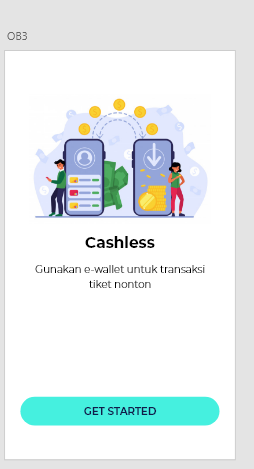 OB3
Cashless
Gunakan e-wallet untuk transaksi
tiket nonton
GET STARTED